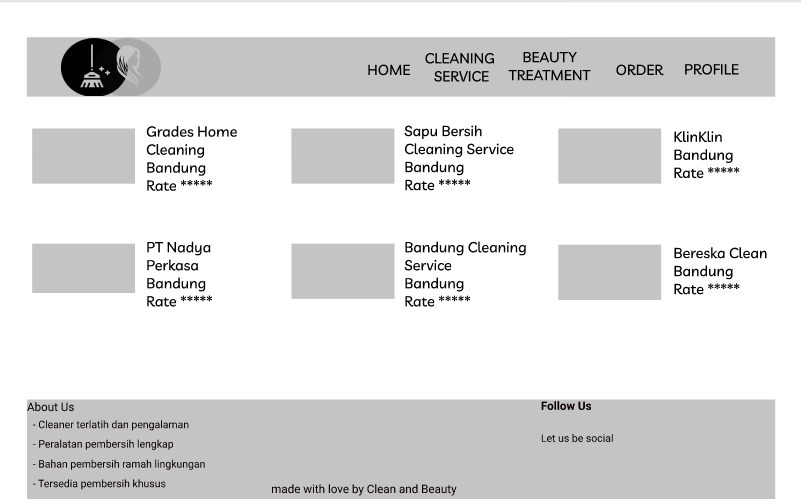 HOME
CLEANING
SERVICE
BEAUTY
TREATMENT
ORDER
PROFILE
Grades Home
Cleaning
Bandung
Rate *****
Sapu Bersih
Cleaning Service
Bandung
Rate *****
KlinKlin
Bandung
Rate *****
PT Nadya
Perkasa
Bandung
Rate *****
Bandung Cleaning
Service
Bandung
Rate *****
Bereska Clean
Bandung
Rate *****
About Us
- Cleaner terlatih dan pengalaman
- Peralatan pembersih lengkap
- Bahan pembersih ramah lingkungan
- Tersedia pembersih khusus
Follow Us
Let us be social
made with love by Clean and Beauty